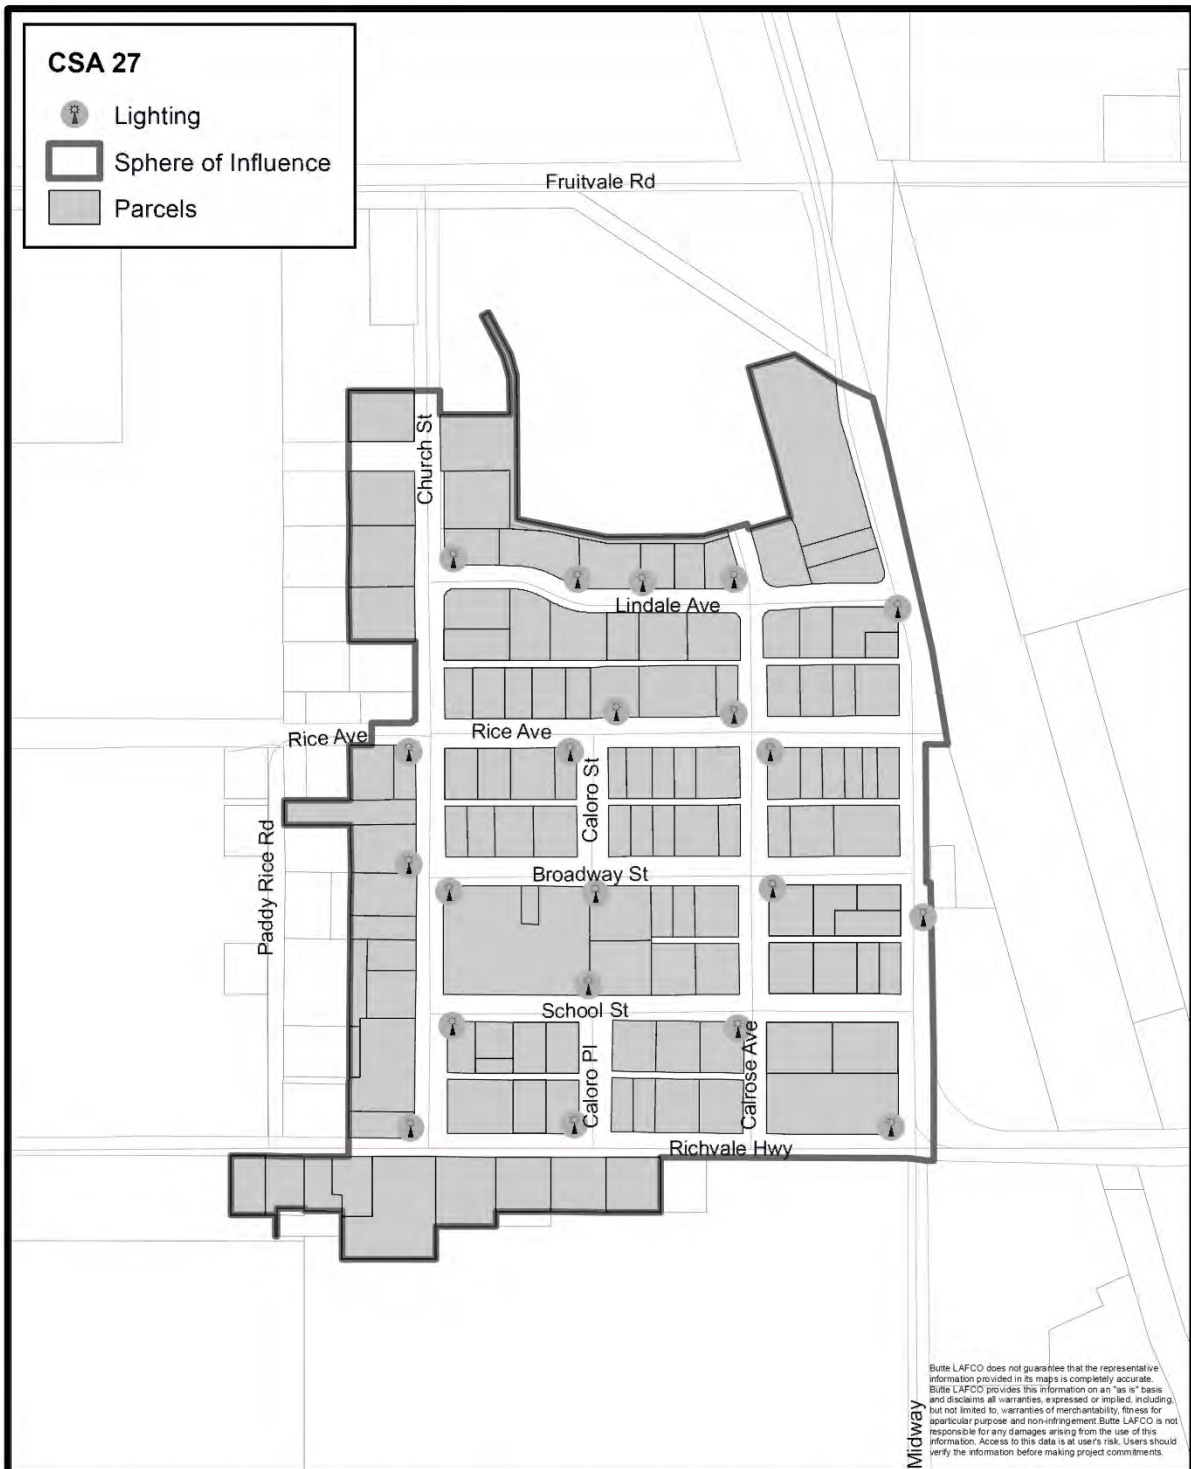 CSA 27
Lighting
Sphere of Influence
Parcels
Fruitvale Rd
Church St
Lindale Ave
Rice Ave
Rice Ave
Caloro St
Paddy Rice Rd
Broadway St
School St
Caloro Pl
Calrose Ave
Richvale Hwy
Midway
Butte LAFCO does not guarantee that the representative
information provided in its maps is completely accurate.
Butte LAFCO provides this information on an "as is" basis
and disclaims all warranties, expressed or implied, including,
but not limited to, warranties of merchantability, fitness for
aparticular purpose and non-infringement.Butte LAFCO is not
responsible for any damages arising from the use of this
information. Access to this data is at user's risk. Users should
verify the information before making project commitments.